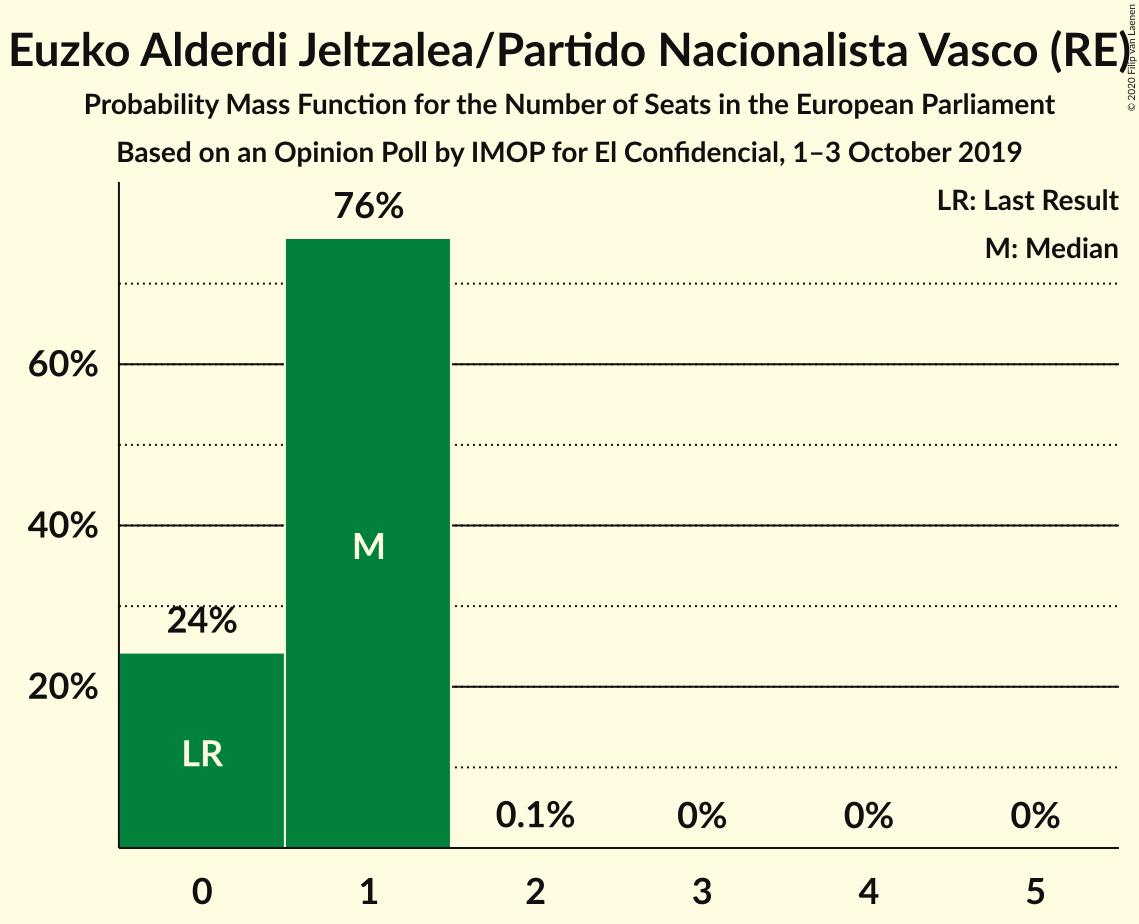 Euzko Alderdi Jeltzalea/Partido Nacionalista Vasco (RE)
© 2020 Filip van Laenen
Probability Mass Function for the Number of Seats in the European Parliament
Based on an Opinion Poll by IMOP for El Confidencial, 1–3 October 2019
LR: Last Result
M: Median
76%
60%
40%
M
24%
20%
LR
0.1%
0%
0%
0%
0 1 2 3 4 5